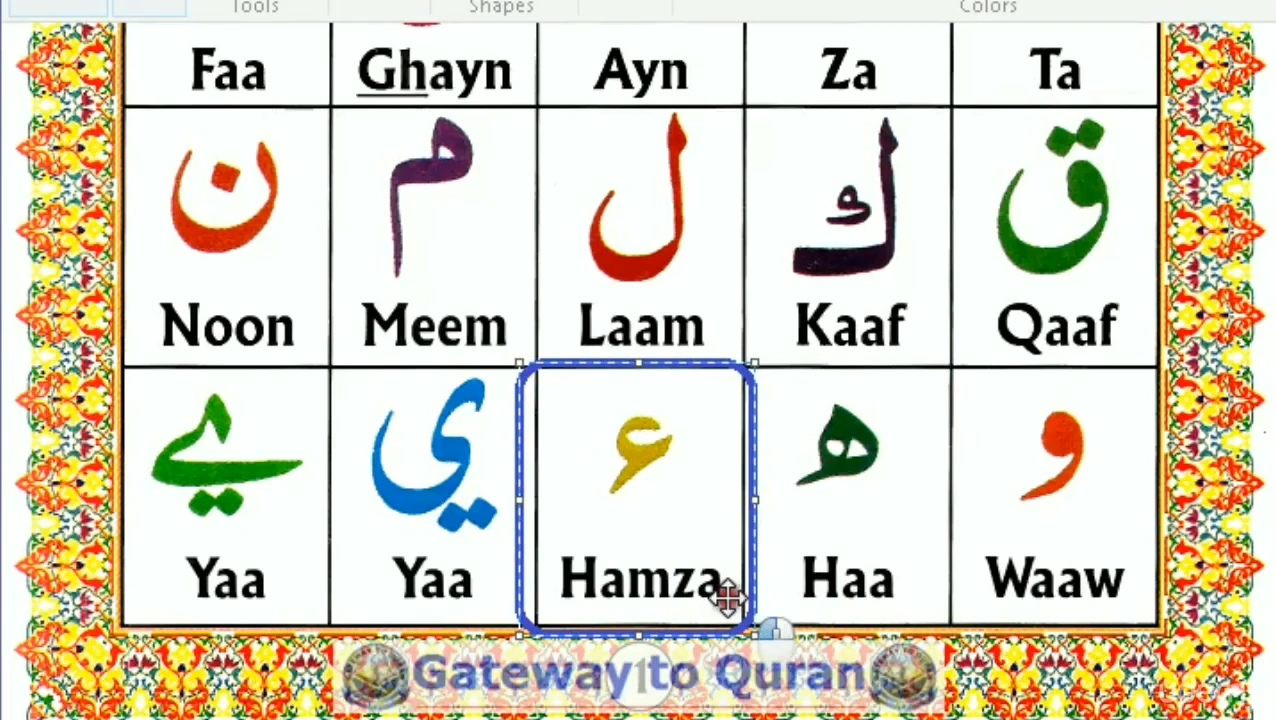 Tools Shapes Colors
Faa Ghayn Ayn Za Ta
ن م ل ك ق
Noon Meem Laam Kaaf Qaaf
ے ي ء ه و
Yaa Yaa Hamza Haa Waaw
Gateway to Quran